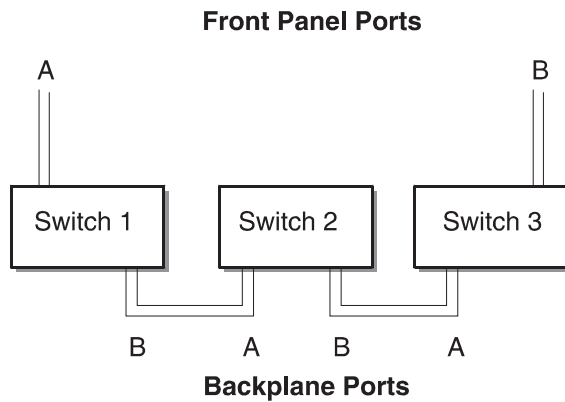 Front Panel Ports
A B
Switch 1 Switch 2 Switch 3
B A B A
Backplane Ports